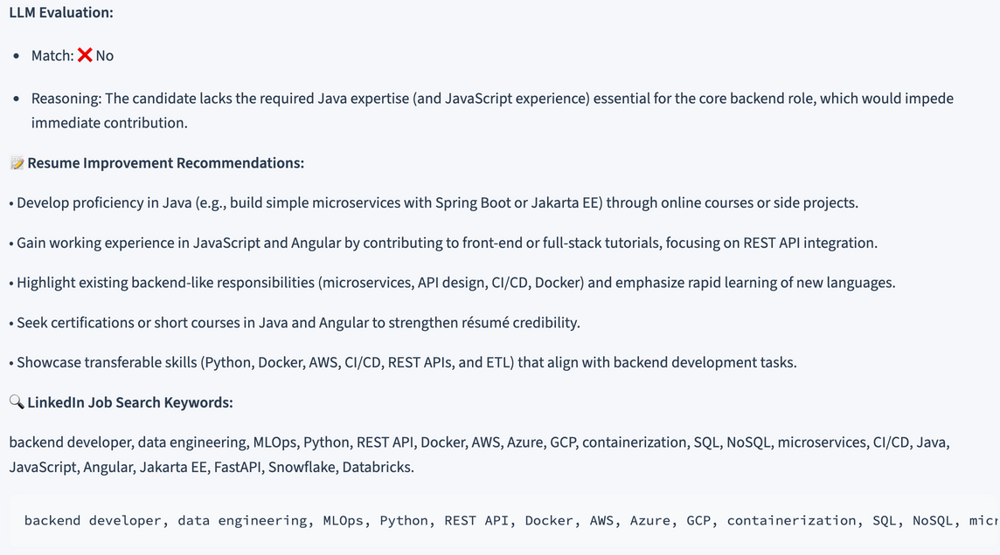 LLM Evaluation:
• Match: ❌ No
• Reasoning: The candidate lacks the required Java expertise (and JavaScript experience) essential for the core backend role, which would impede
immediate contribution.
📝 Resume Improvement Recommendations:
• Develop proficiency in Java (e.g., build simple microservices with Spring Boot or Jakarta EE) through online courses or side projects.
• Gain working experience in JavaScript and Angular by contributing to front-end or full-stack tutorials, focusing on REST API integration.
• Highlight existing backend-like responsibilities (microservices, API design, CI/CD, Docker) and emphasize rapid learning of new languages.
• Seek certifications or short courses in Java and Angular to strengthen résumé credibility.
• Showcase transferable skills (Python, Docker, AWS, CI/CD, REST APIs, and ETL) that align with backend development tasks.
🔍 LinkedIn Job Search Keywords:
backend developer, data engineering, MLOps, Python, REST API, Docker, AWS, Azure, GCP, containerization, SQL, NoSQL, microservices, CI/CD, Java,
JavaScript, Angular, Jakarta EE, FastAPI, Snowflake, Databricks.
backend developer, data engineering, MLOps, Python, REST API, Docker, AWS, Azure, GCP, containerization, SQL, NoSQL,